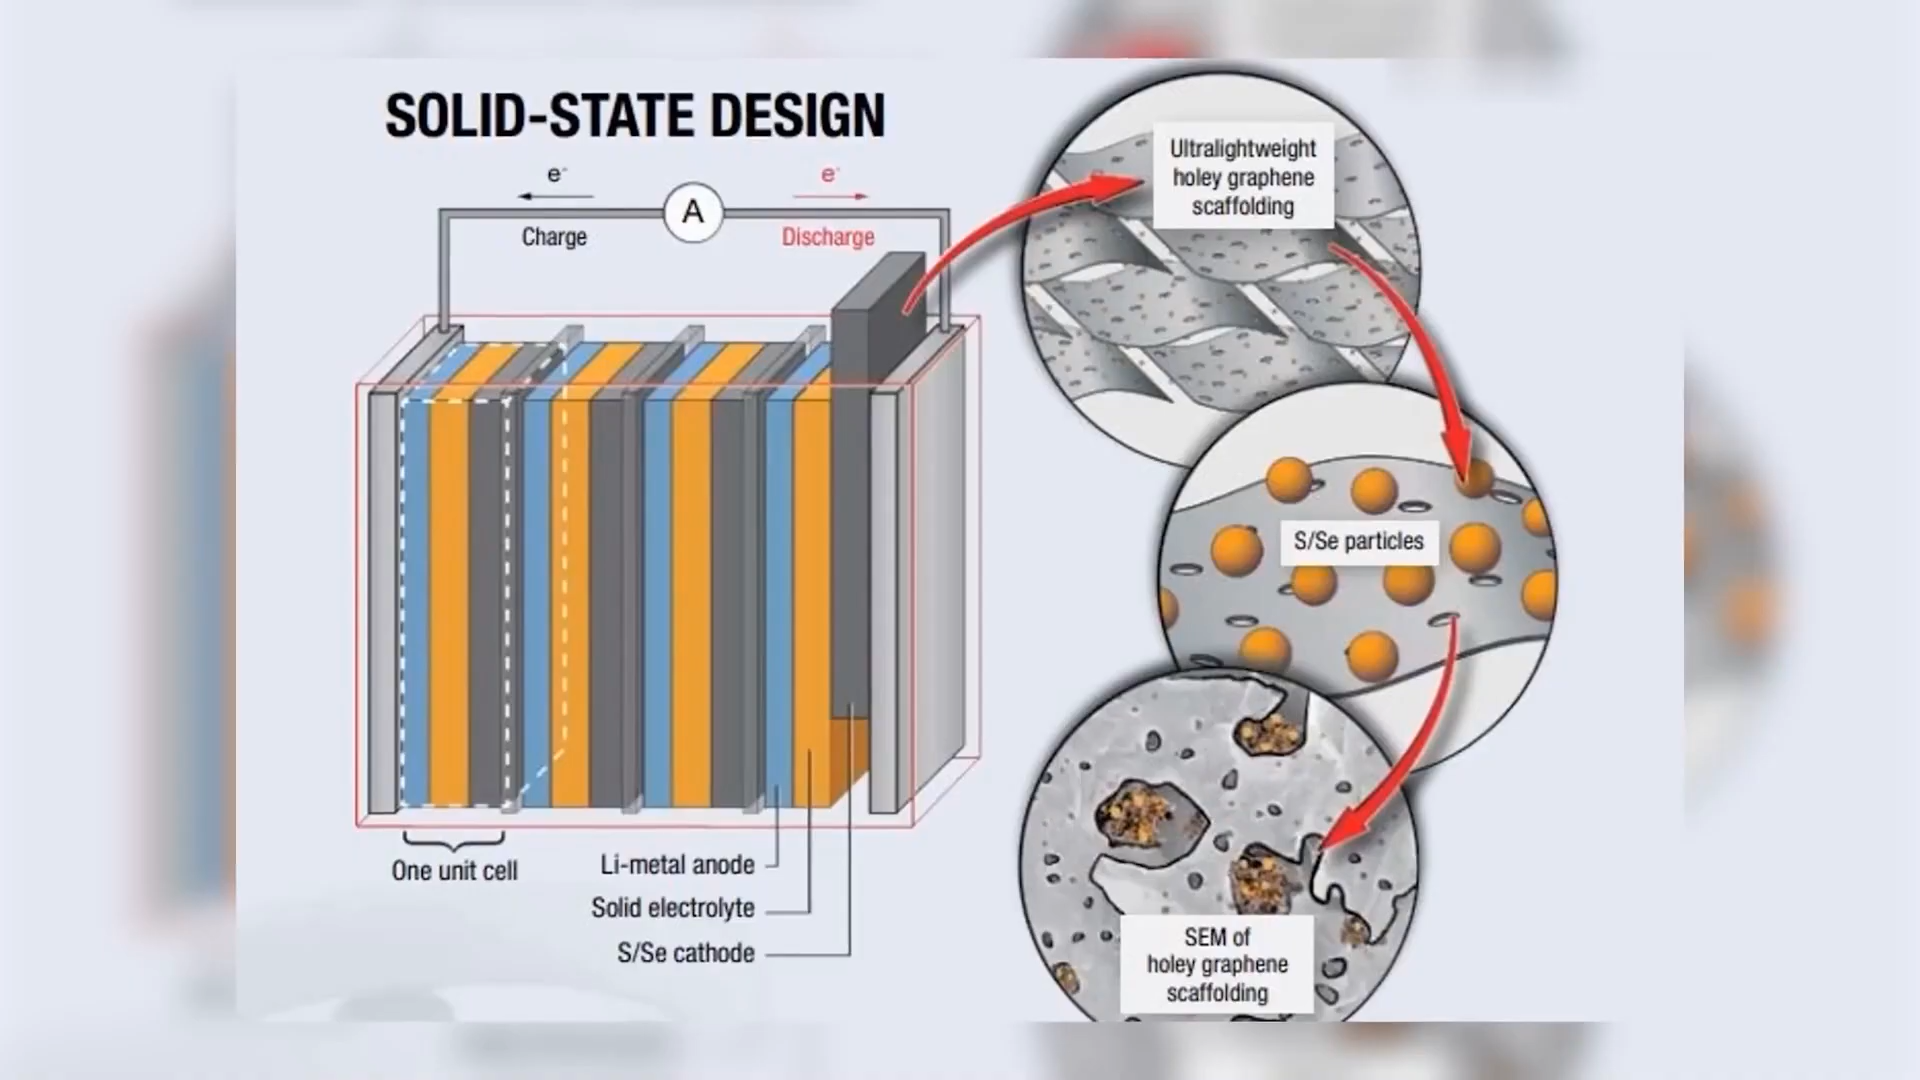 SOLID-STATE DESIGN
e-
e-
A
Charge
Discharge
One unit cell
Li-metal anode
Solid electrolyte
S/Se cathode
Ultralightweight
holey graphene
scaffolding
S/Se particles
SEM of
holey graphene
scaffolding